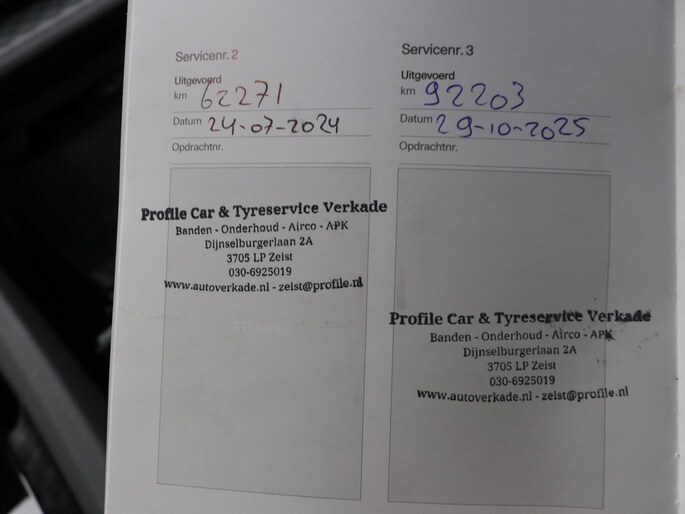 Servicenr. 2
Uitgevoerd
km 62271
Datum 24-07-2024
Opdrachtnr.
Profile Car & Tyreservice Verkade
Banden - Onderhoud - Airco - APK
Dijnselburgerlaan 2A
3705 LP Zeist
030-6925019
www.autoverkade.nl - zeist@profile.nl
Servicenr. 3
Uitgevoerd
km 92203
Datum 29-10-2025
Opdrachtnr.
Profile Car & Tyreservice Verkade
Banden - Onderhoud - Airco - APK
Dijnselburgerlaan 2A
3705 LP Zeist
030-6925019
www.autoverkade.nl - zeist@profile.nl